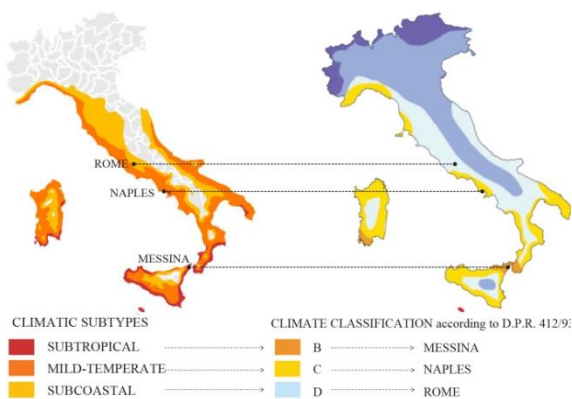 ROME
NAPLES
MESSINA
CLIMATIC SUBTYPES
CLIMATE CLASSIFICATION according to D.P.R. 412/93
SUBTROPICAL B MESSINA
MILD-TEMPERATE C NAPLES
SUBCOASTAL D ROME